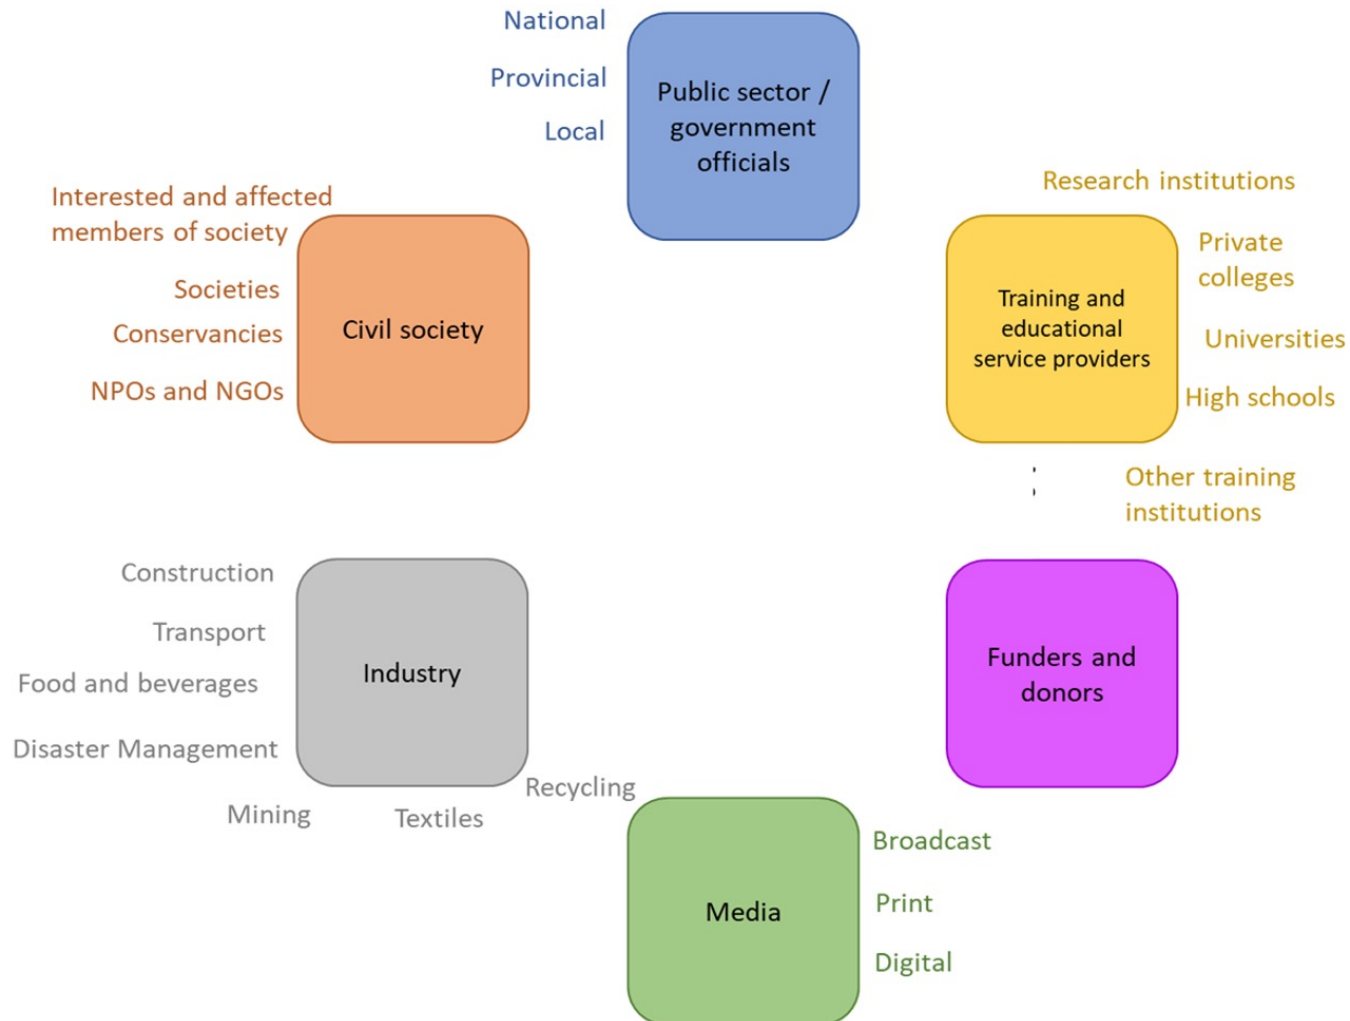 National
Provincial
Local
Public sector /
government
officials
Interested and affected
members of society
Societies
Conservancies
NPOs and NGOs
Civil society
Research institutions
Private
colleges
Universities
High schools
Other training
institutions
Training and
educational
service providers
Construction
Transport
Food and beverages
Disaster Management
Mining
Textiles
Recycling
Industry
Funders and
donors
Media
Broadcast
Print
Digital